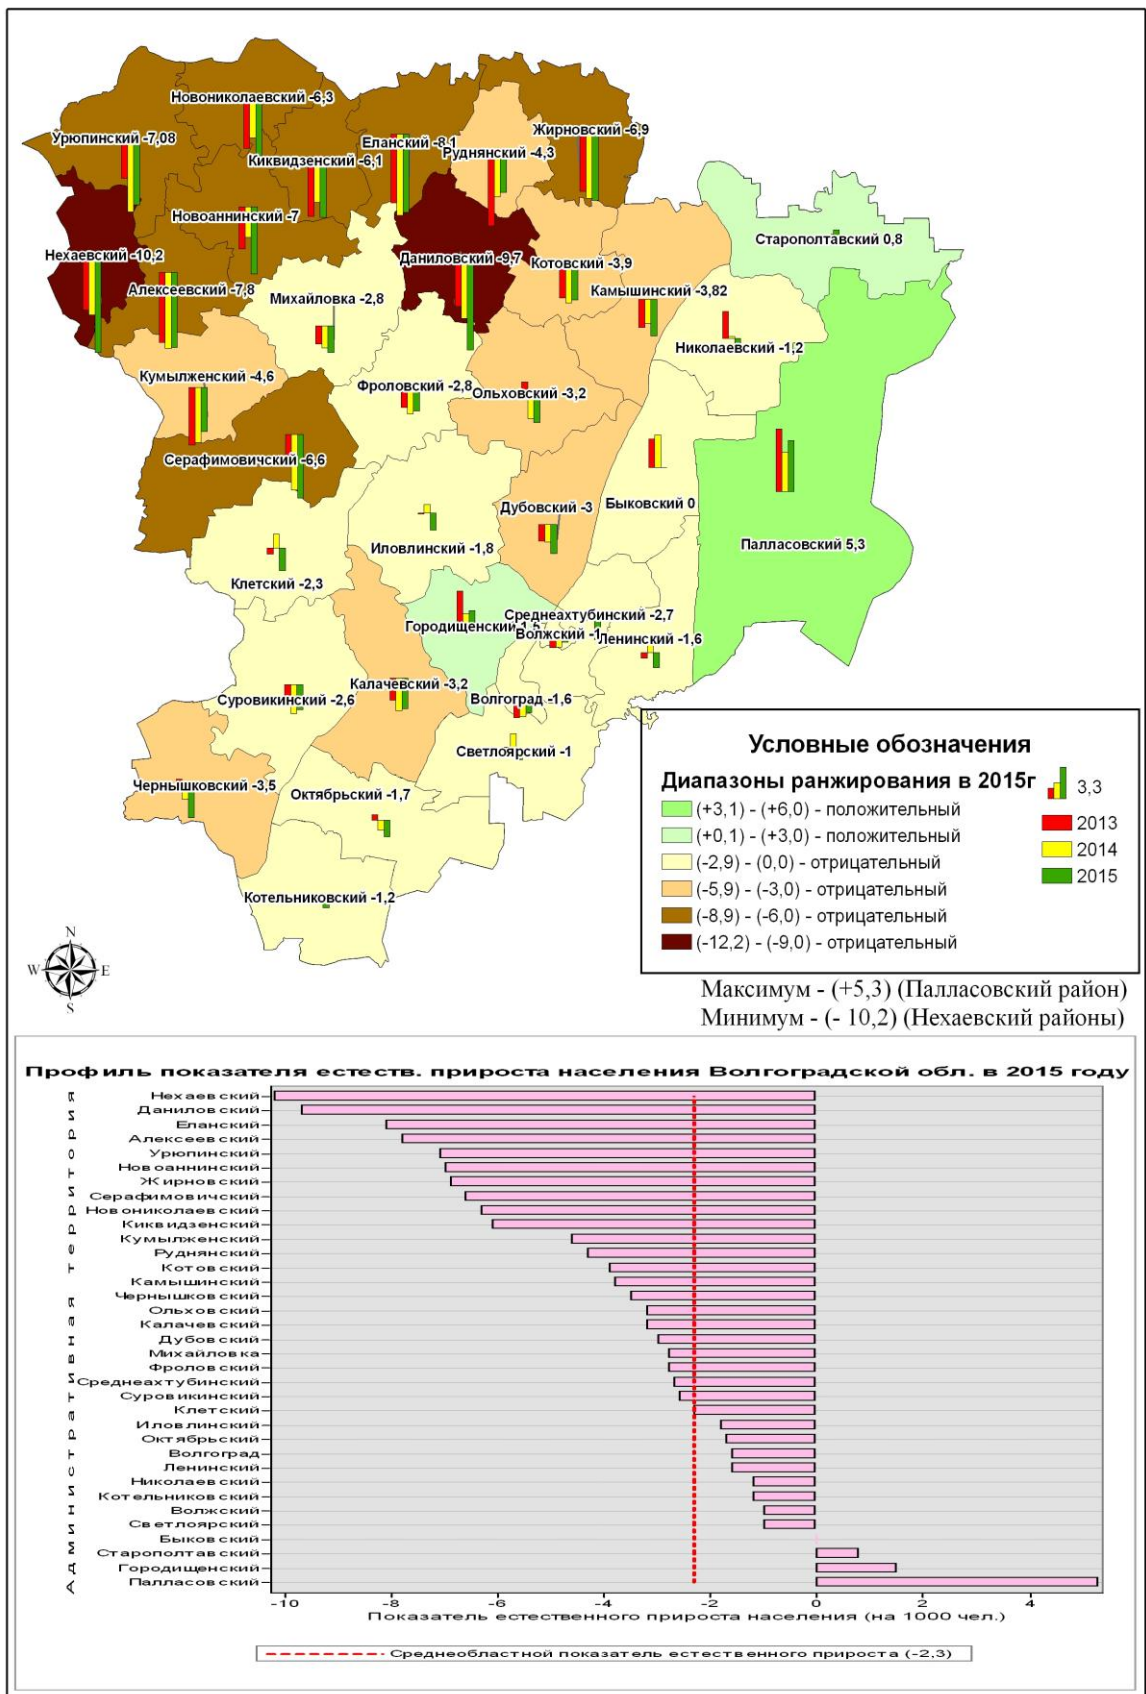 Новониколаевский -6,3
Урюпинский -7,08
Еланский -8,1
Жирновский -6,9
Руднянский -4,3
Киквидзенский -6,1
Новоаннинский -7
Старополтавский 0,8
Нехаевский -10,2
Даниловский -9,7
Котовский -3,9
Алексеевский -7,8
Камышинский -3,82
Михайловка -2,8
Николаевский -1,2
Кумылженский -4,6
Фроловский -2,8
Ольховский -3,2
Серафимовичский -6,6
Быковский 0
Дубовский -3
Палласовский 5,3
Иловлинский -1,8
Клетский -2,3
Среднеахтубинский -2,7
Городищенский 1,5
Волжский -1
Ленинский -1,6
Калачевский -3,2
Суровикинский -2,6
Волгоград -1,6
Светлоярский -1
Чернышковский -3,5
Октябрьский -1,7
Котельниковский -1,2
N
W
E
S
Условные обозначения
Диапазоны ранжирования в 2015г
3,3
(+3,1) - (+6,0) - положительный
(+0,1) - (+3,0) - положительный
(-2,9) - (0,0) - отрицательный
(-5,9) - (-3,0) - отрицательный
(-8,9) - (-6,0) - отрицательный
(-12,2) - (-9,0) - отрицательный
2013
2014
2015
Максимум - (+5,3) (Палласовский район)
Минимум - (- 10,2) (Нехаевский районы)
Профиль показателя естеств. прироста населения Волгоградской обл. в 2015 году
Административная территория
Нехаевский
Даниловский
Еланский
Алексеевский
Урюпинский
Новоаннинский
Жирновский
Серафимовичский
Новониколаевский
Киквидзенский
Кумылженский
Руднянский
Котовский
Камышинский
Чернышковский
Ольховский
Калачевский
Дубовский
Михайловка
Фроловский
Среднеахтубинский
Суровикинский
Клетский
Иловлинский
Октябрьский
Волгоград
Ленинский
Николаевский
Котельниковский
Волжский
Светлоярский
Быковский
Старополтавский
Городищенский
Палласовский
-10 -8 -6 -4 -2 0 2 4
Показатель естественного прироста населения (на 1000 чел.)
Среднеобластной показатель естественного прироста (-2,3)